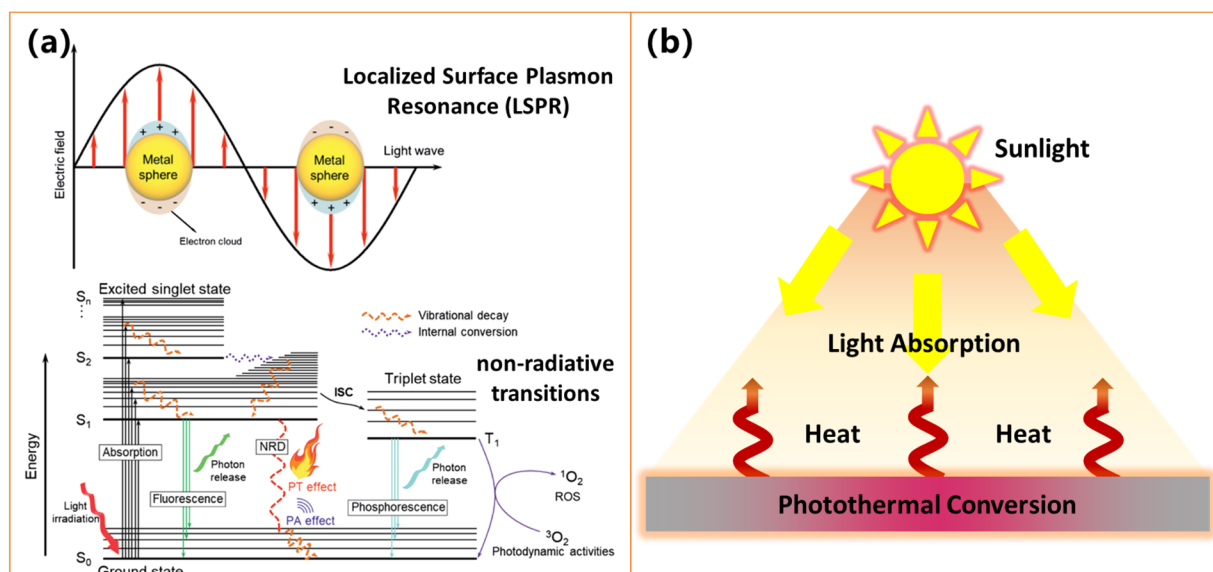 (a)
Localized Surface Plasmon
Resonance (LSPR)
Electric field
+ + + +
Metal
sphere
- - - -
- - - -
Metal
sphere
+ + + +
Light wave
Electron cloud
Sn
Excited singlet state
Vibrational decay
Internal conversion
S2
non-radiative
transitions
Triplet state
ISC
S1
T1
Energy
Absorption
NRD
Photon
release
Photon
release
PT effect
1O2
ROS
Fluorescence
Phosphorescence
Light
irradiation
PA effect
3O2
Photodynamic activities
S0
Ground state
(b)
Sunlight
Light Absorption
Heat
Heat
Photothermal Conversion